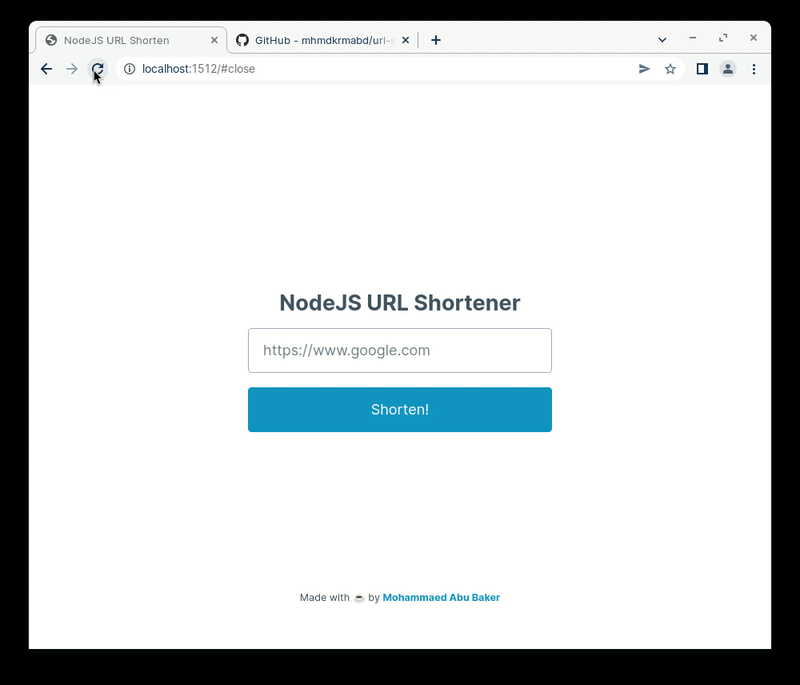 NodeJS URL Shorten
GitHub - mhmdkrmabd/url-s
localhost:1512/#close
NodeJS URL Shortener
https://www.google.com
Shorten!
Made with ☕ by Mohammaed Abu Baker